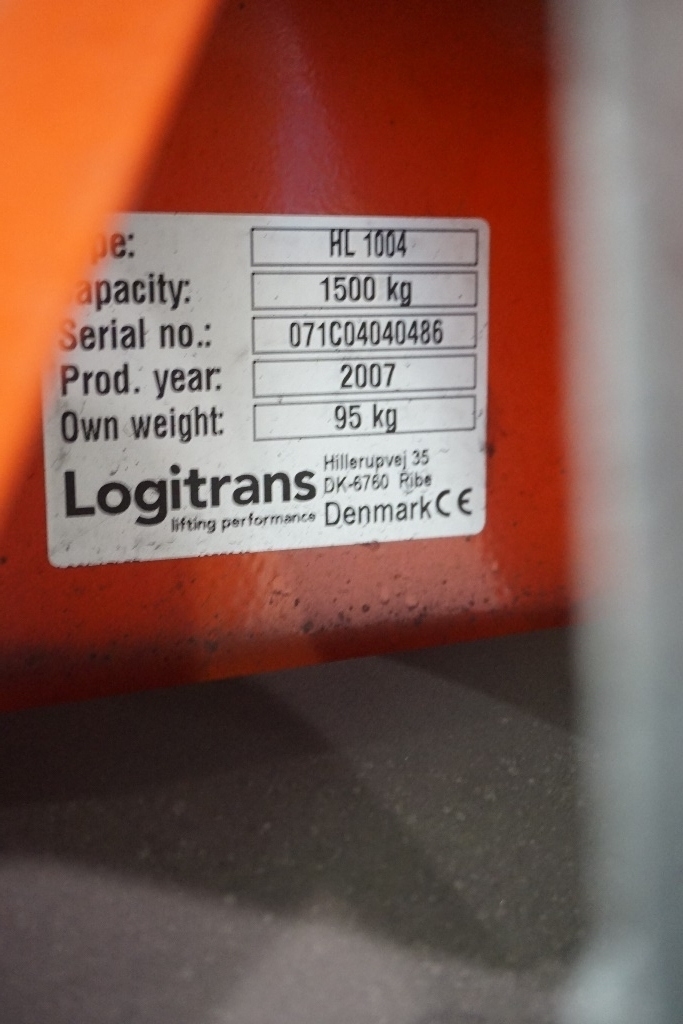 pe: HL 1004
apacity: 1500 kg
Serial no.: 071C04040486
Prod. year: 2007
Own weight: 95 kg
Logitrans
lifting performance
Hillerupvej 35
DK-6760 Ribe
Denmark CE